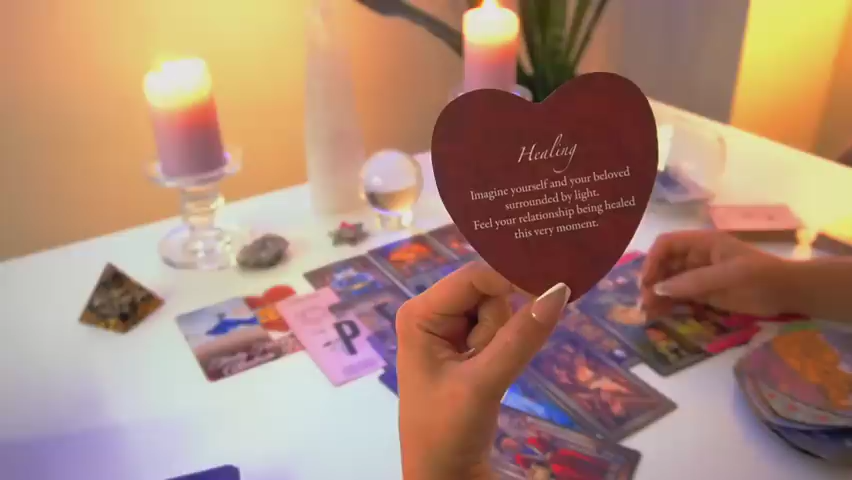 Healing
Imagine yourself and your beloved
surrounded by light.
Feel your relationship being healed
this very moment.
P